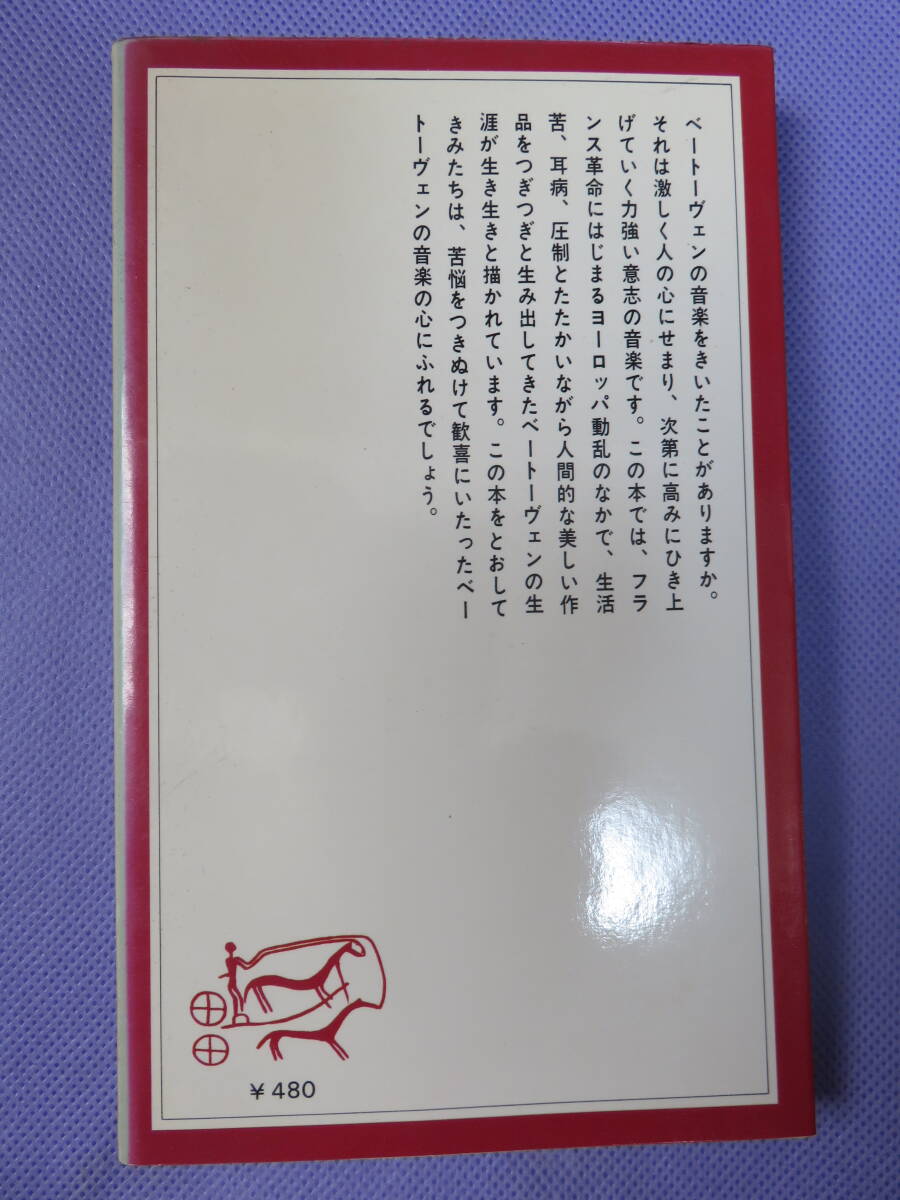 ベートーヴェンの音楽をきいたことがありますか。
それは激しく人の心にせまり、次第に高みにひき上
げていく力強い意志の音楽です。この本では、フラ
ンス革命にはじまるヨーロッパ動乱のなかで、生活
苦、耳病、圧制とたたかいながら人間的な美しい作
品をつぎつぎと生み出してきたベートーヴェンの生
涯が生き生きと描かれています。この本をとおして
きみたちは、苦悩をつきぬけて歓喜にいたったベー
トーヴェンの音楽の心にふれるでしょう。
¥480